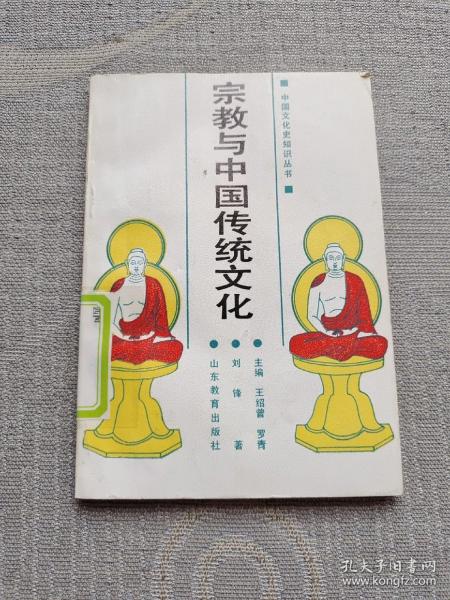 中国文化史知识丛书
宗教与中国传统文化
主编 王绍曾 罗青
刘锋 著
山东教育出版社
孔夫子旧书网
www.kongfz.com